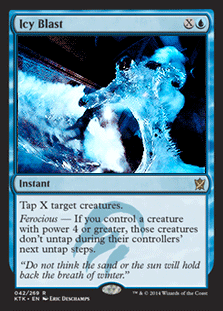 Icy Blast X
Instant
Tap X target creatures.
Ferocious — If you control a creature
with power 4 or greater, those creatures
don't untap during their controllers'
next untap steps.
"Do not think the sand or the sun will hold
back the breath of winter."
042/269 R
KTK • EN ERIC DESCHAMPS
™ & © 2014 Wizards of the Coast